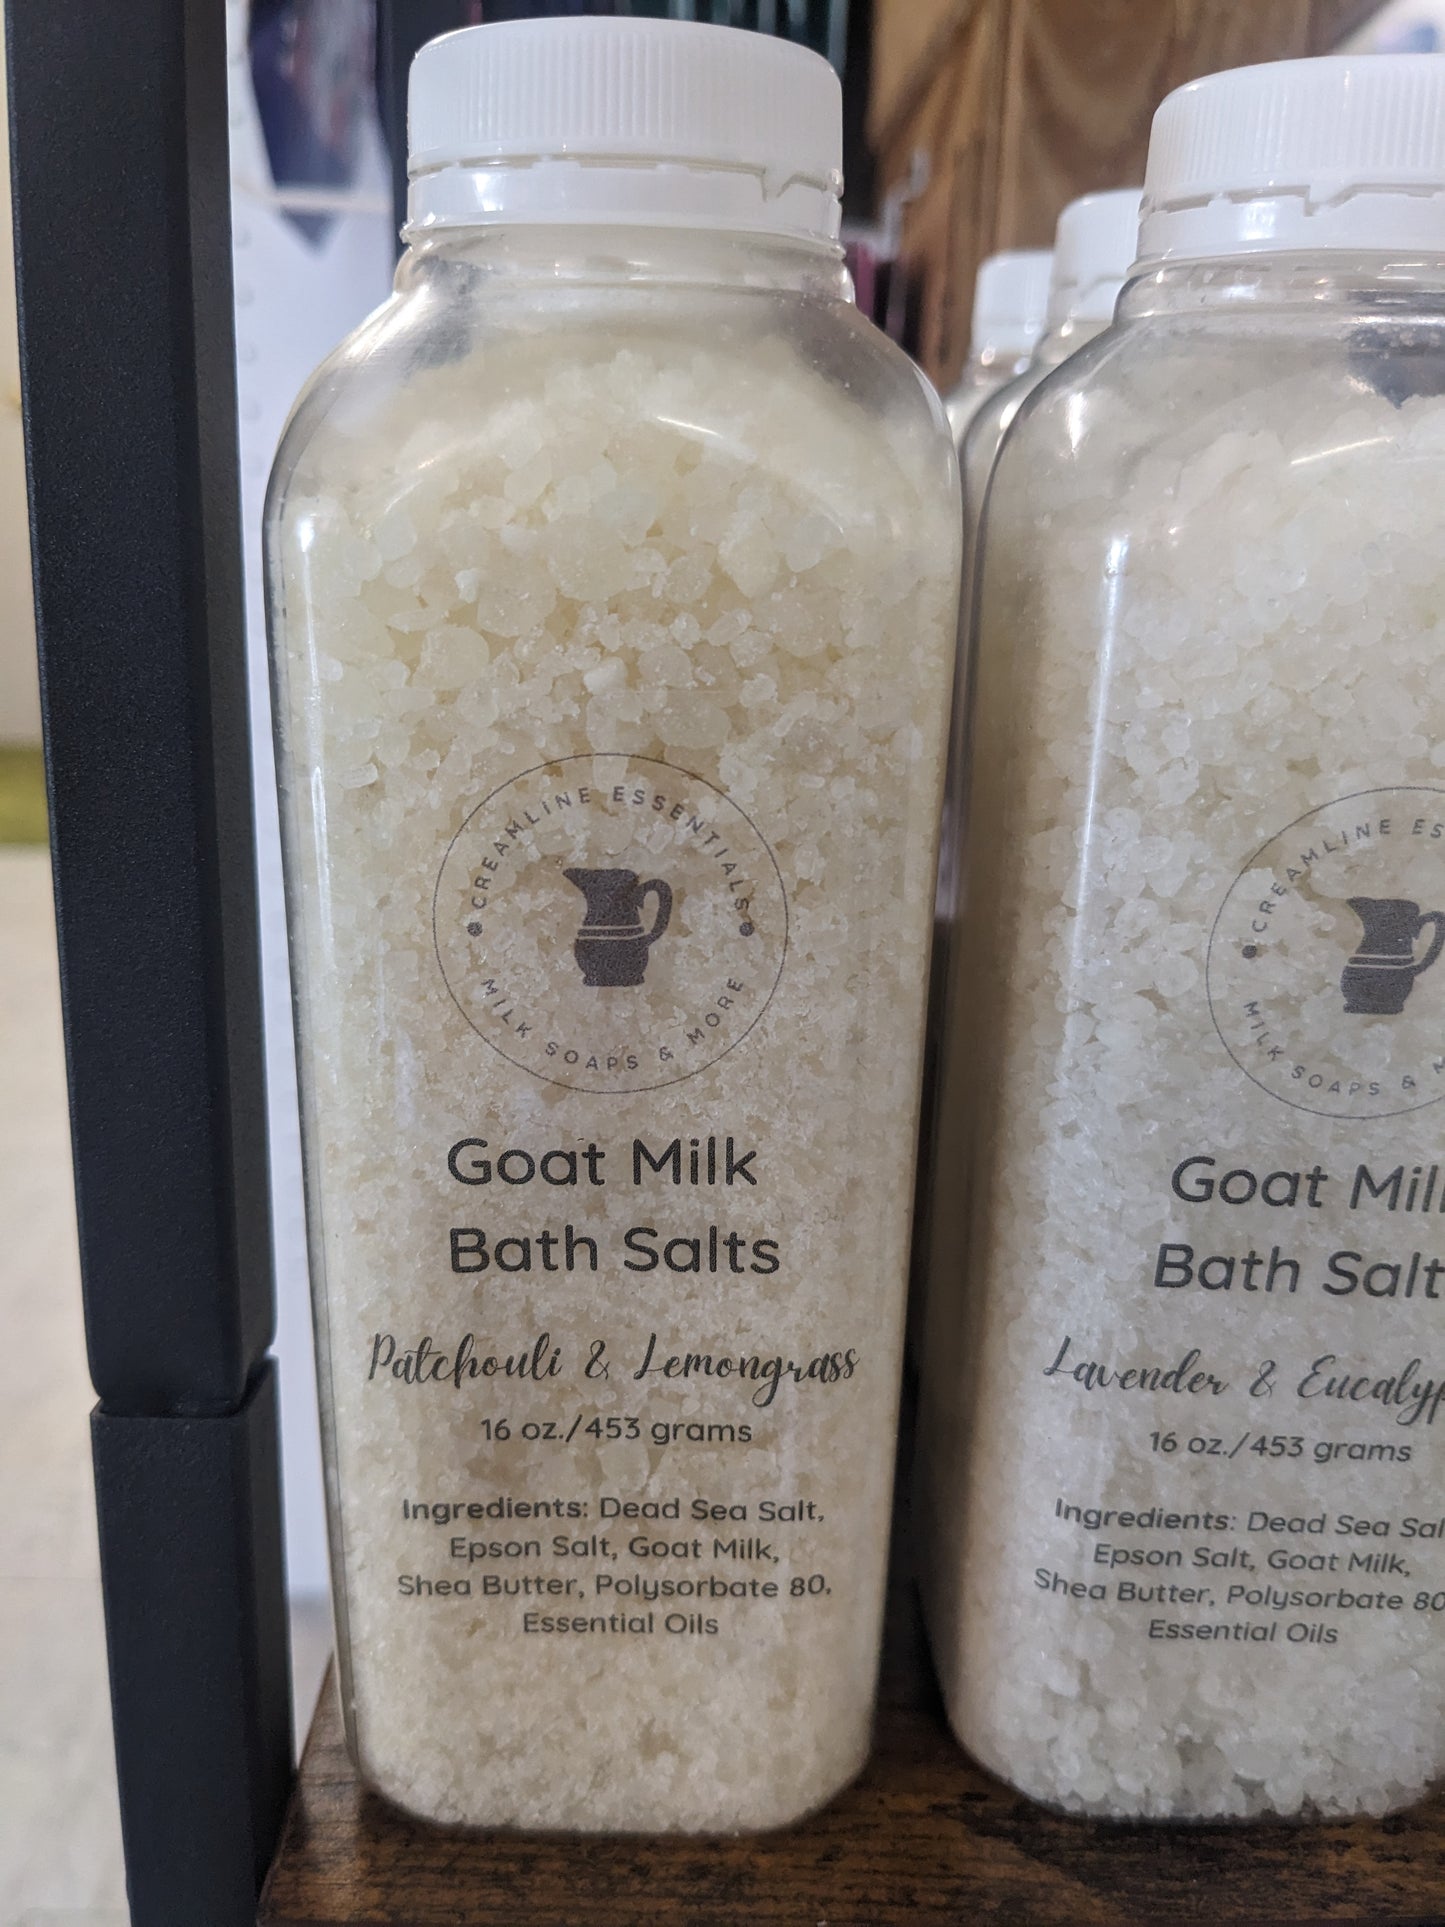 CREAMLINE ESSENTIALS
MILK SOAPS & MORE
Goat Milk
Bath Salts
Patchouli & Lemongrass
16 oz./453 grams
Ingredients: Dead Sea Salt,
Epson Salt, Goat Milk,
Shea Butter, Polysorbate 80,
Essential Oils
CREAMLINE ES
MILK SOAPS &
Goat Mil
Bath Salt
Lavender & Eucalyp
16 oz./453 grams
Ingredients: Dead Sea Sal
Epson Salt, Goat Milk,
Shea Butter, Polysorbate 80
Essential Oils